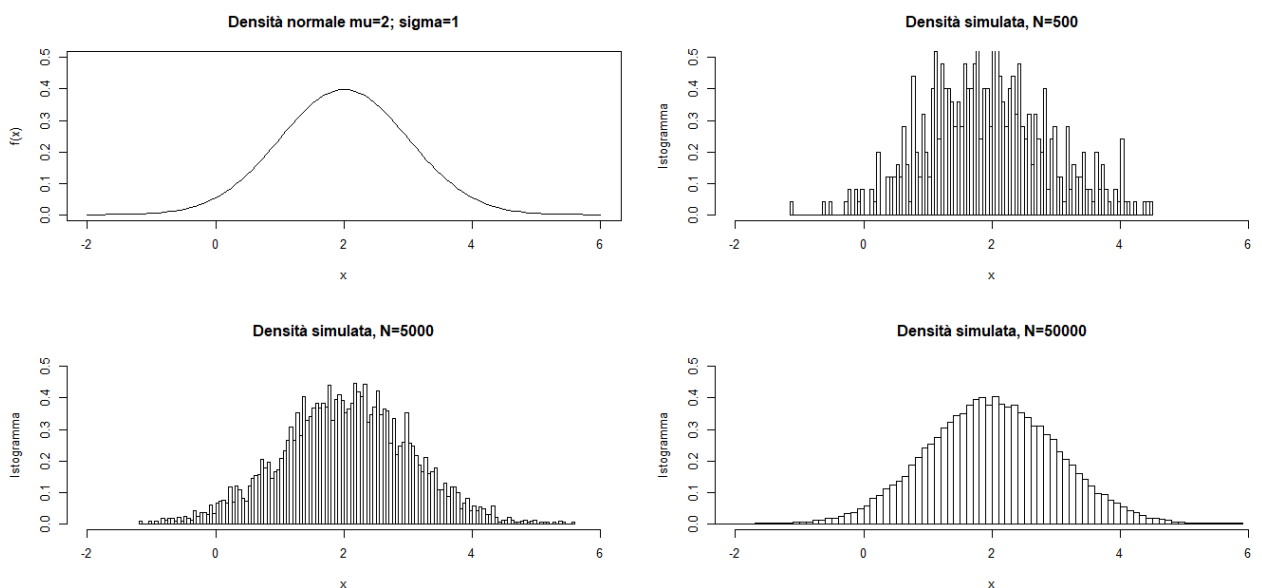 Densità normale mu=2; sigma=1
f(x)
0.0 0.1 0.2 0.3 0.4 0.5
-2 0 2 4 6
x
Densità simulata, N=500
Istogramma
0.0 0.1 0.2 0.3 0.4 0.5
-2 0 2 4 6
x
Densità simulata, N=5000
Istogramma
0.0 0.1 0.2 0.3 0.4 0.5
-2 0 2 4 6
x
Densità simulata, N=50000
Istogramma
0.0 0.1 0.2 0.3 0.4 0.5
-2 0 2 4 6
x